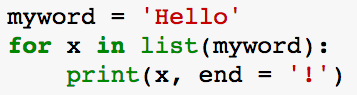 myword = 'Hello'
for x in list(myword):
    print(x, end = '!')